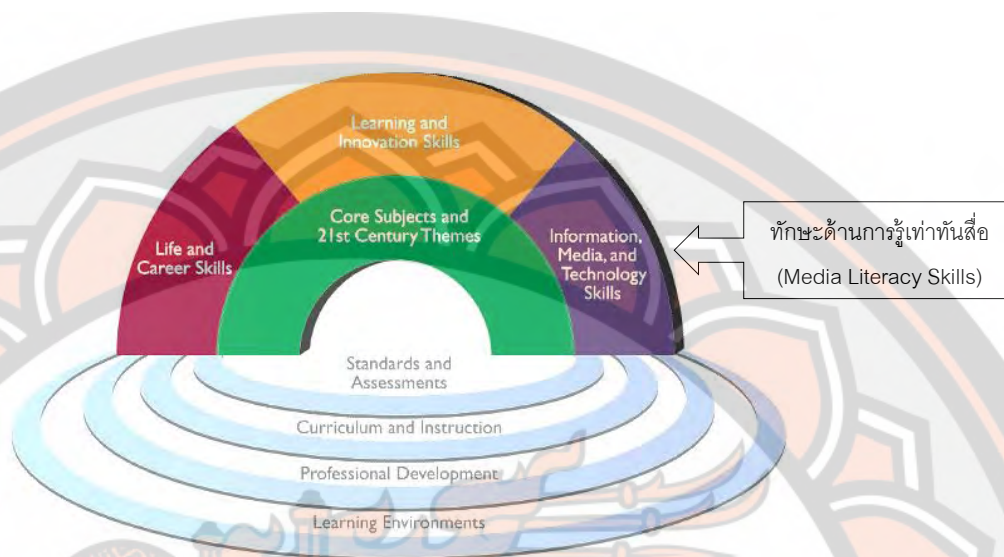 Learning and
Innovation Skills
Core Subjects and
21st Century Themes
Life and
Career Skills
Information,
Media, and
Technology
Skills
ทักษะด้านการรู้เท่าทันสื่อ
(Media Literacy Skills)
Standards and
Assessments
Curriculum and Instruction
Professional Development
Learning Environments